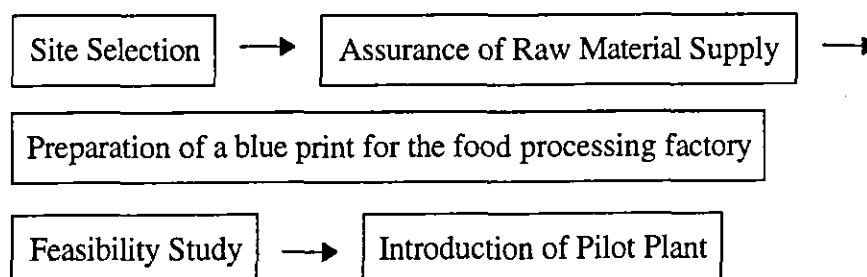 Site Selection → Assurance of Raw Material Supply →
Preparation of a blue print for the food processing factory
Feasibility Study → Introduction of Pilot Plant